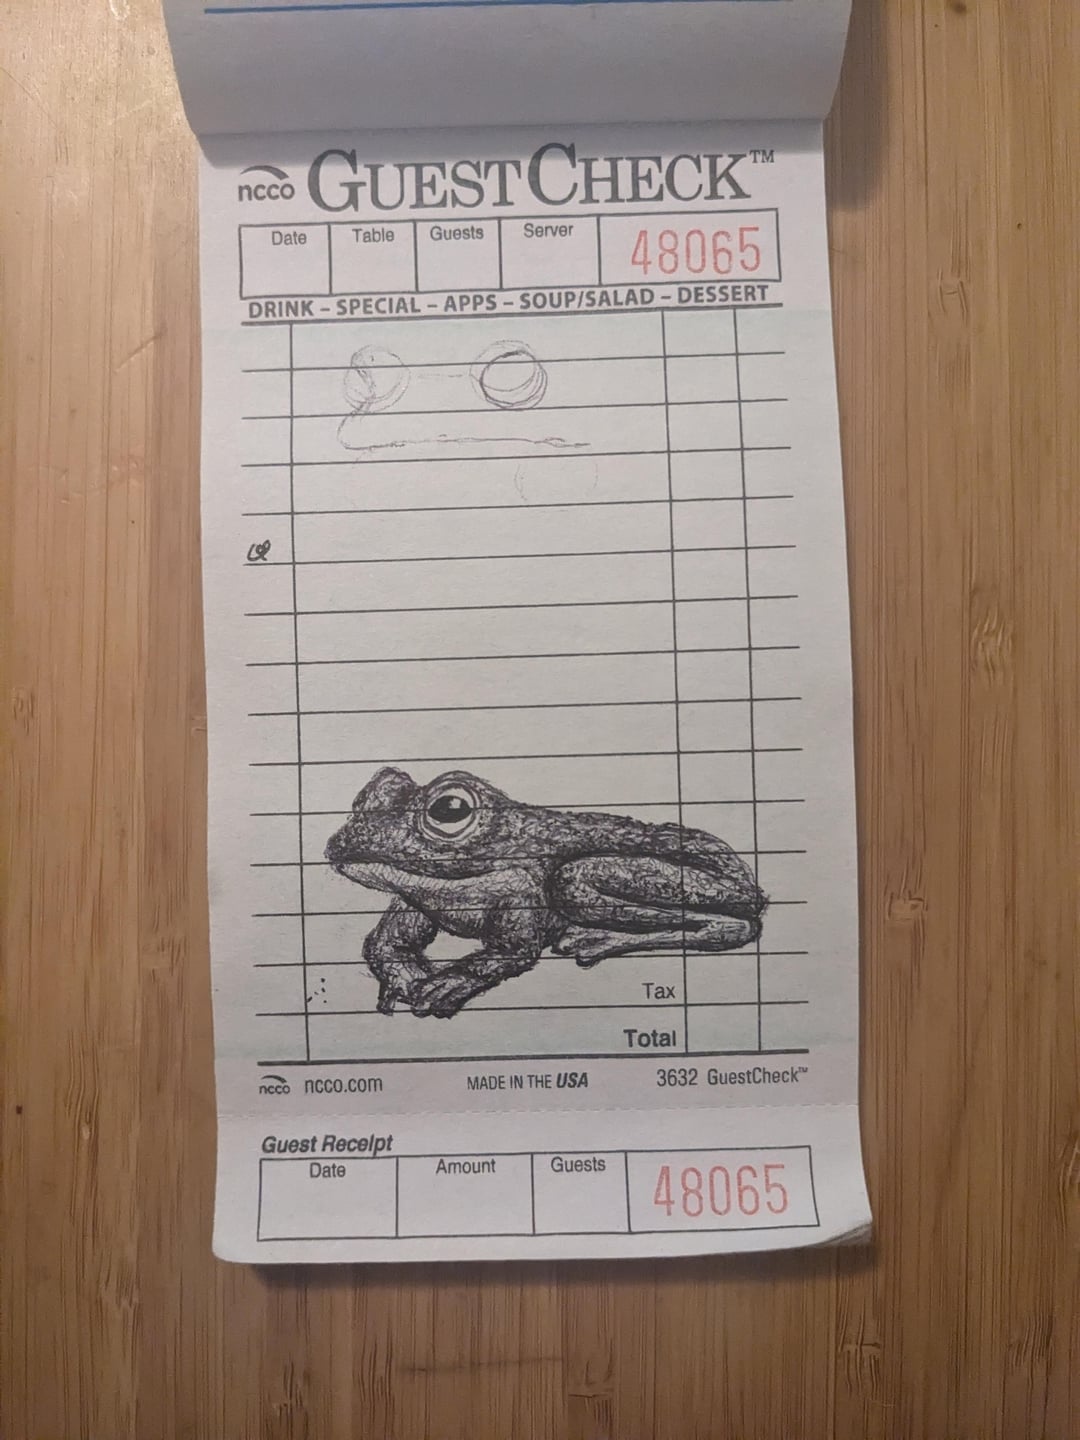 ncco GUESTCHECK™
Date Table Guests Server 48065
DRINK – SPECIAL – APPS – SOUP/SALAD – DESSERT
Tax
Total
ncco ncco.com MADE IN THE USA 3632 GuestCheck™
Guest Receipt
Date Amount Guests 48065